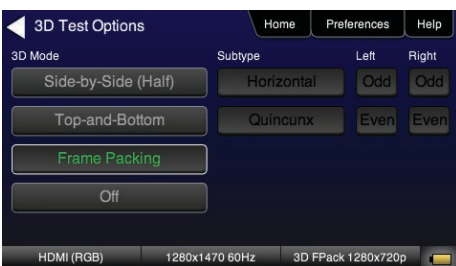 3D Test Options Home Preferences Help
3D Mode Subtype Left Right
Side-by-Side (Half) Horizontal Odd Odd
Top-and-Bottom Quincunx Even Even
Frame Packing
Off
HDMI (RGB) 1280x1470 60Hz 3D FPack 1280x720p